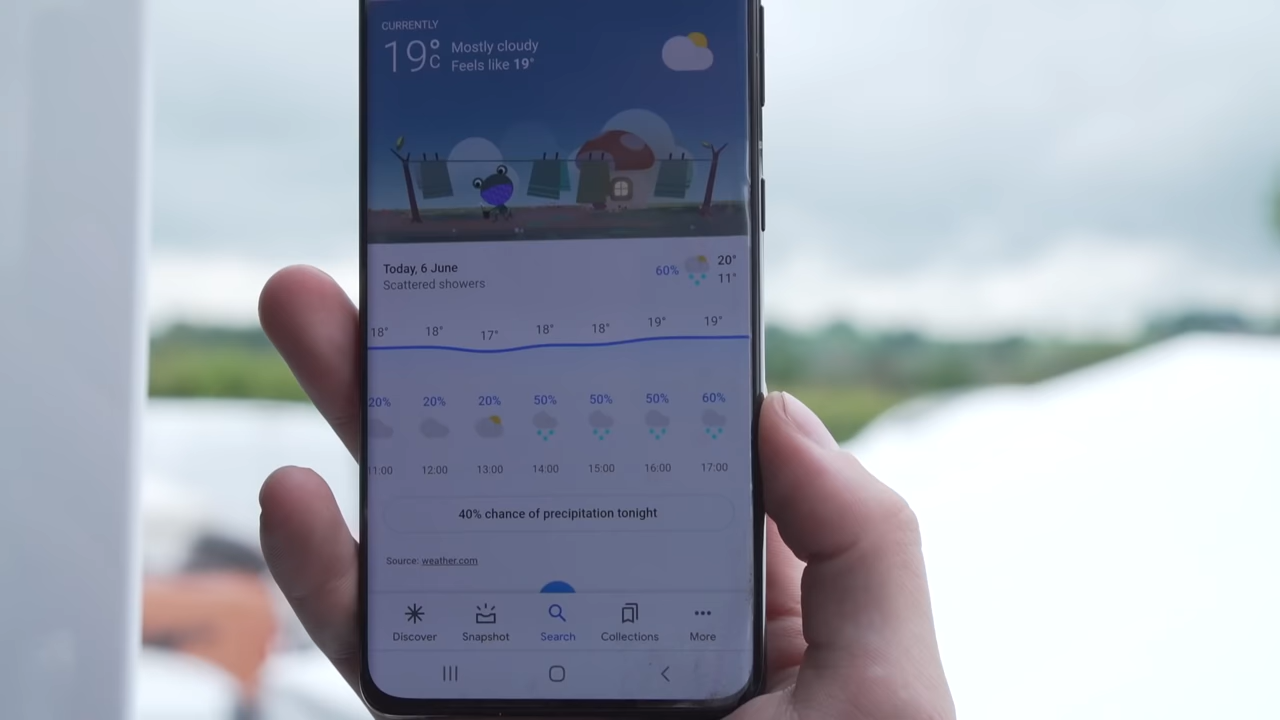 CURRENTLY
19°C
Mostly cloudy
Feels like 19°
Today, 6 June
Scattered showers
60%
20°
11°
18° 18° 17° 18° 18° 19° 19°
20% 20% 20% 50% 50% 50% 60%
11:00 12:00 13:00 14:00 15:00 16:00 17:00
40% chance of precipitation tonight
Source: weather.com
Discover Snapshot Search Collections More